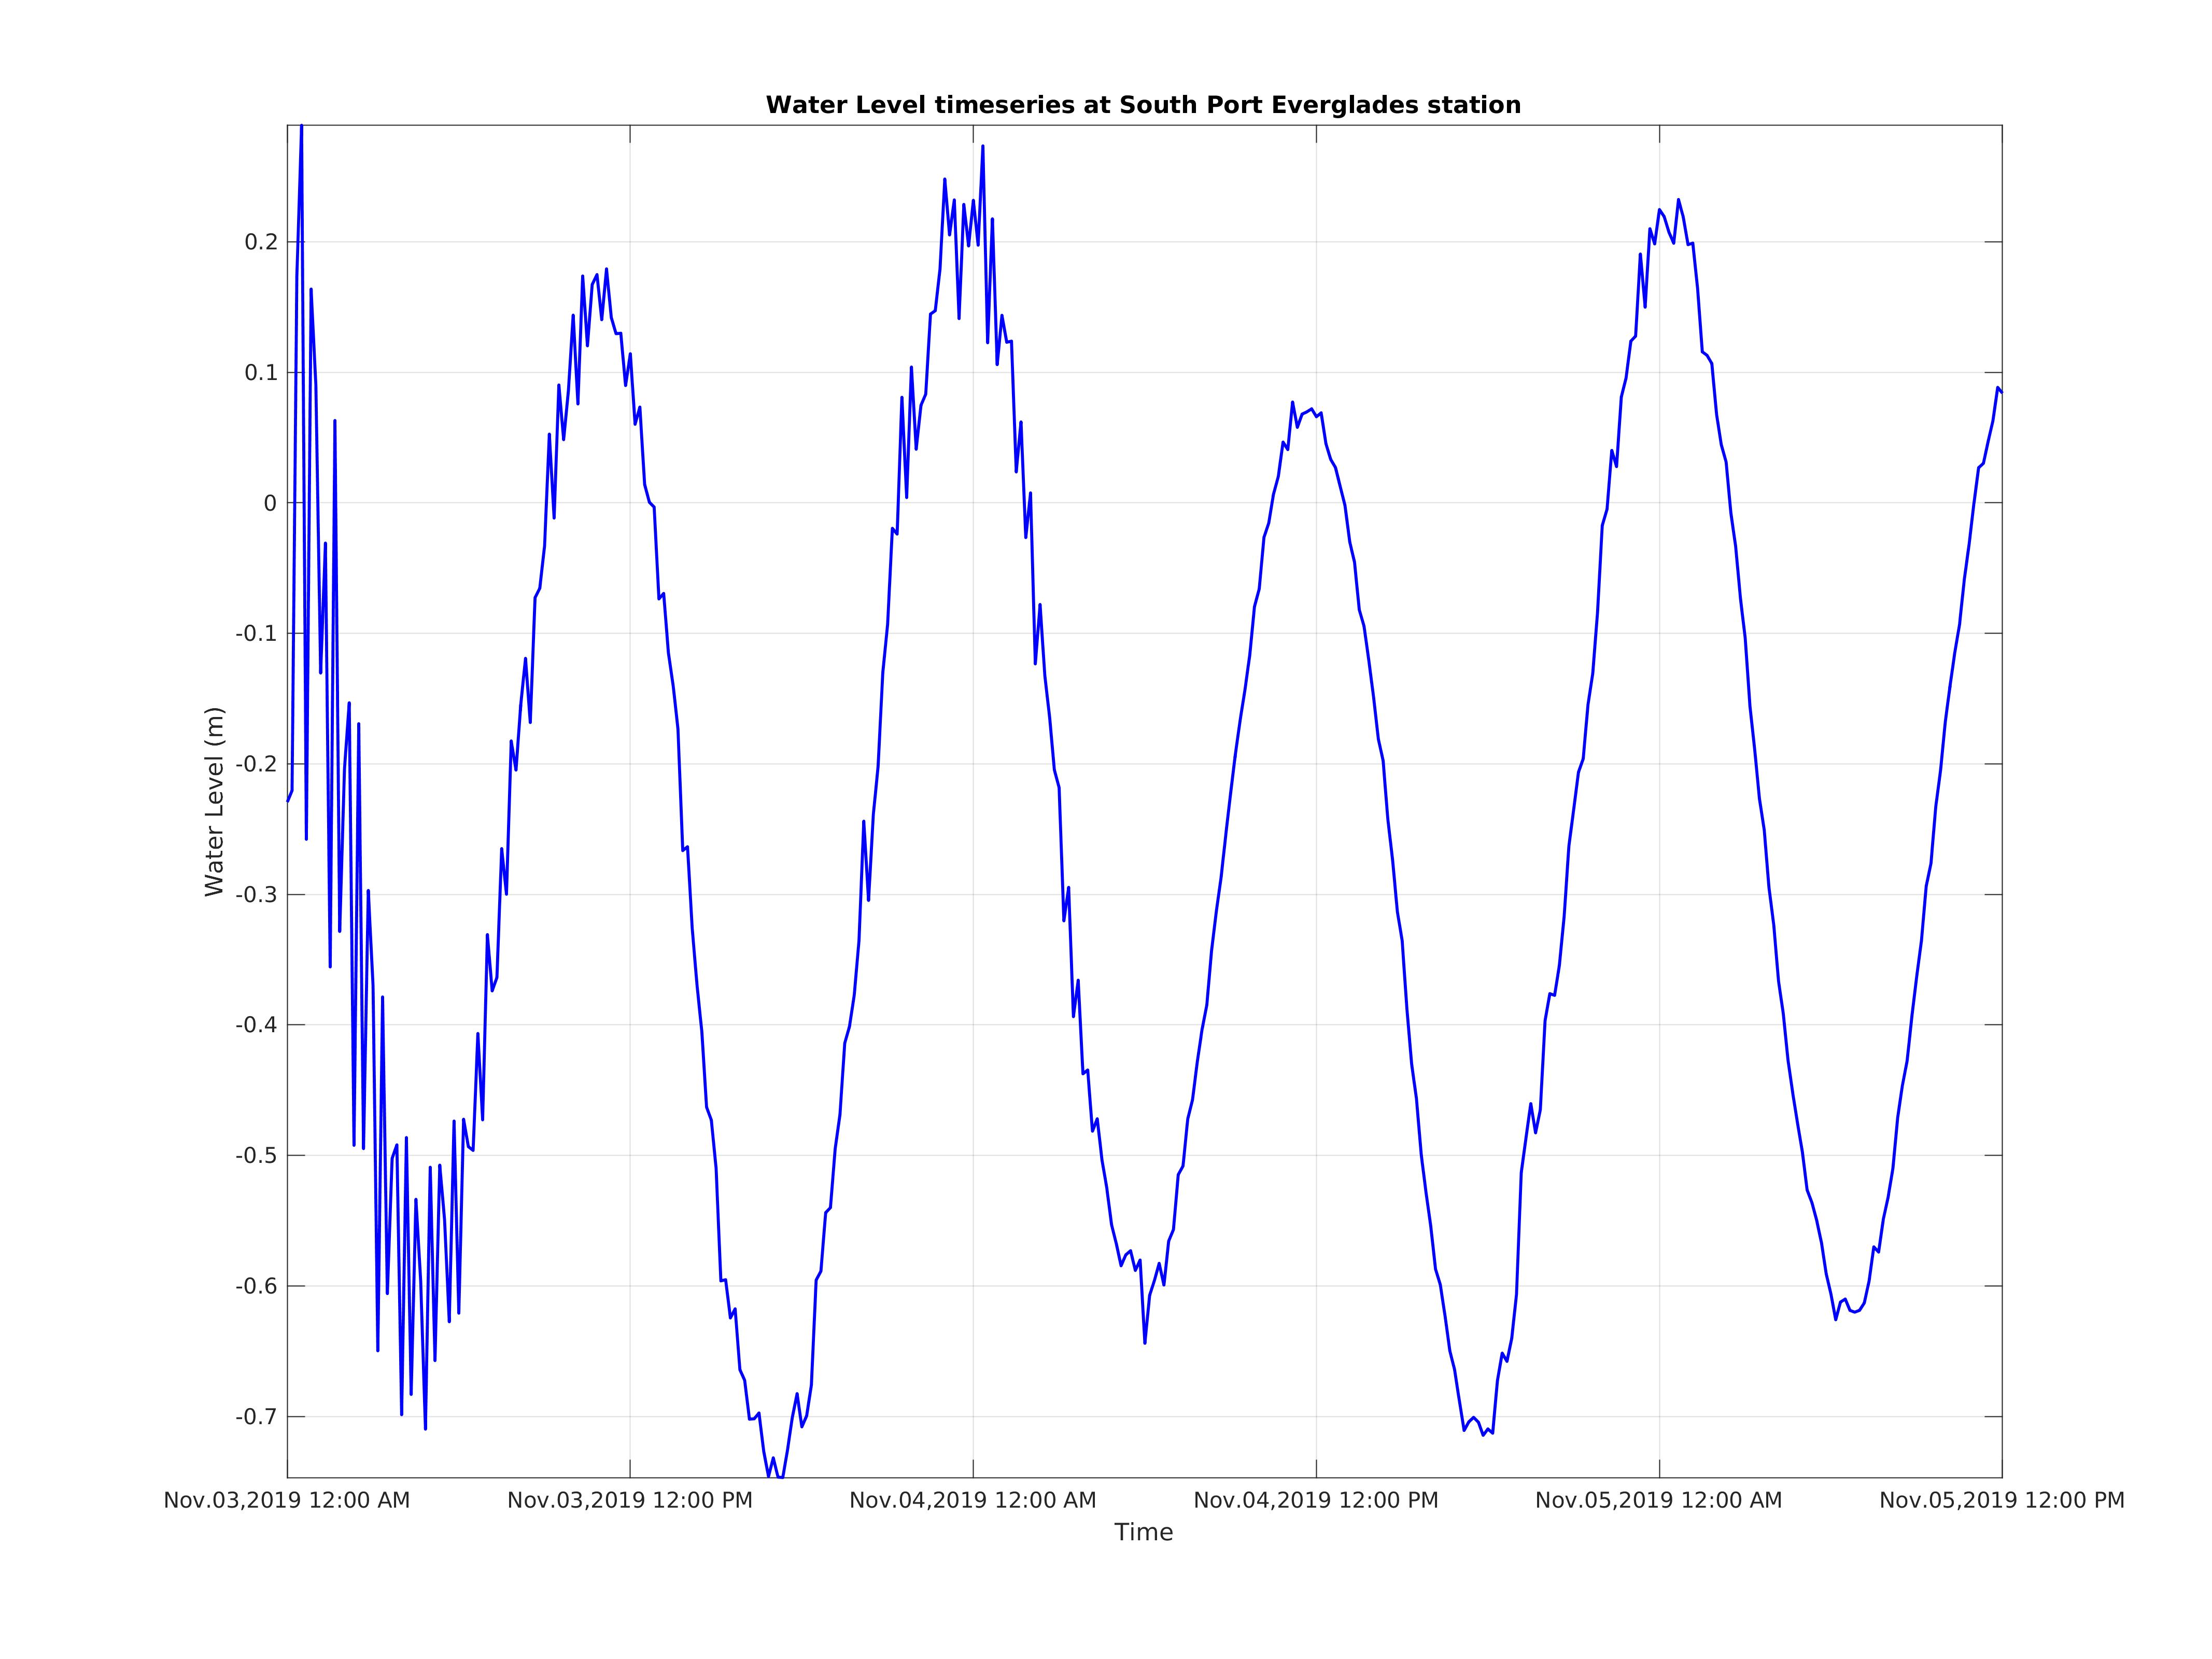 Water Level timeseries at South Port Everglades station
0.2
0.1
0
-0.1
-0.2
-0.3
-0.4
-0.5
-0.6
-0.7
Water Level (m)
Nov.03,2019 12:00 AM
Nov.03,2019 12:00 PM
Nov.04,2019 12:00 AM
Nov.04,2019 12:00 PM
Nov.05,2019 12:00 AM
Nov.05,2019 12:00 PM
Time